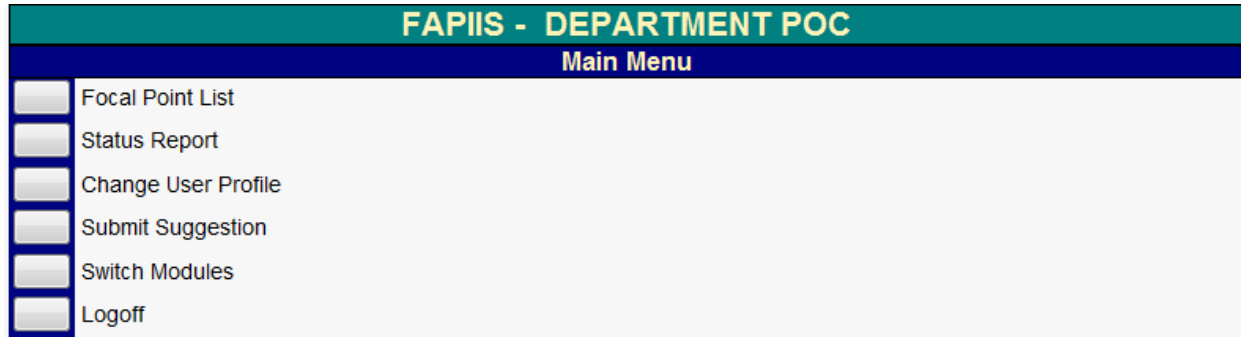 FAPIIS - DEPARTMENT POC
Main Menu
Focal Point List
Status Report
Change User Profile
Submit Suggestion
Switch Modules
Logoff